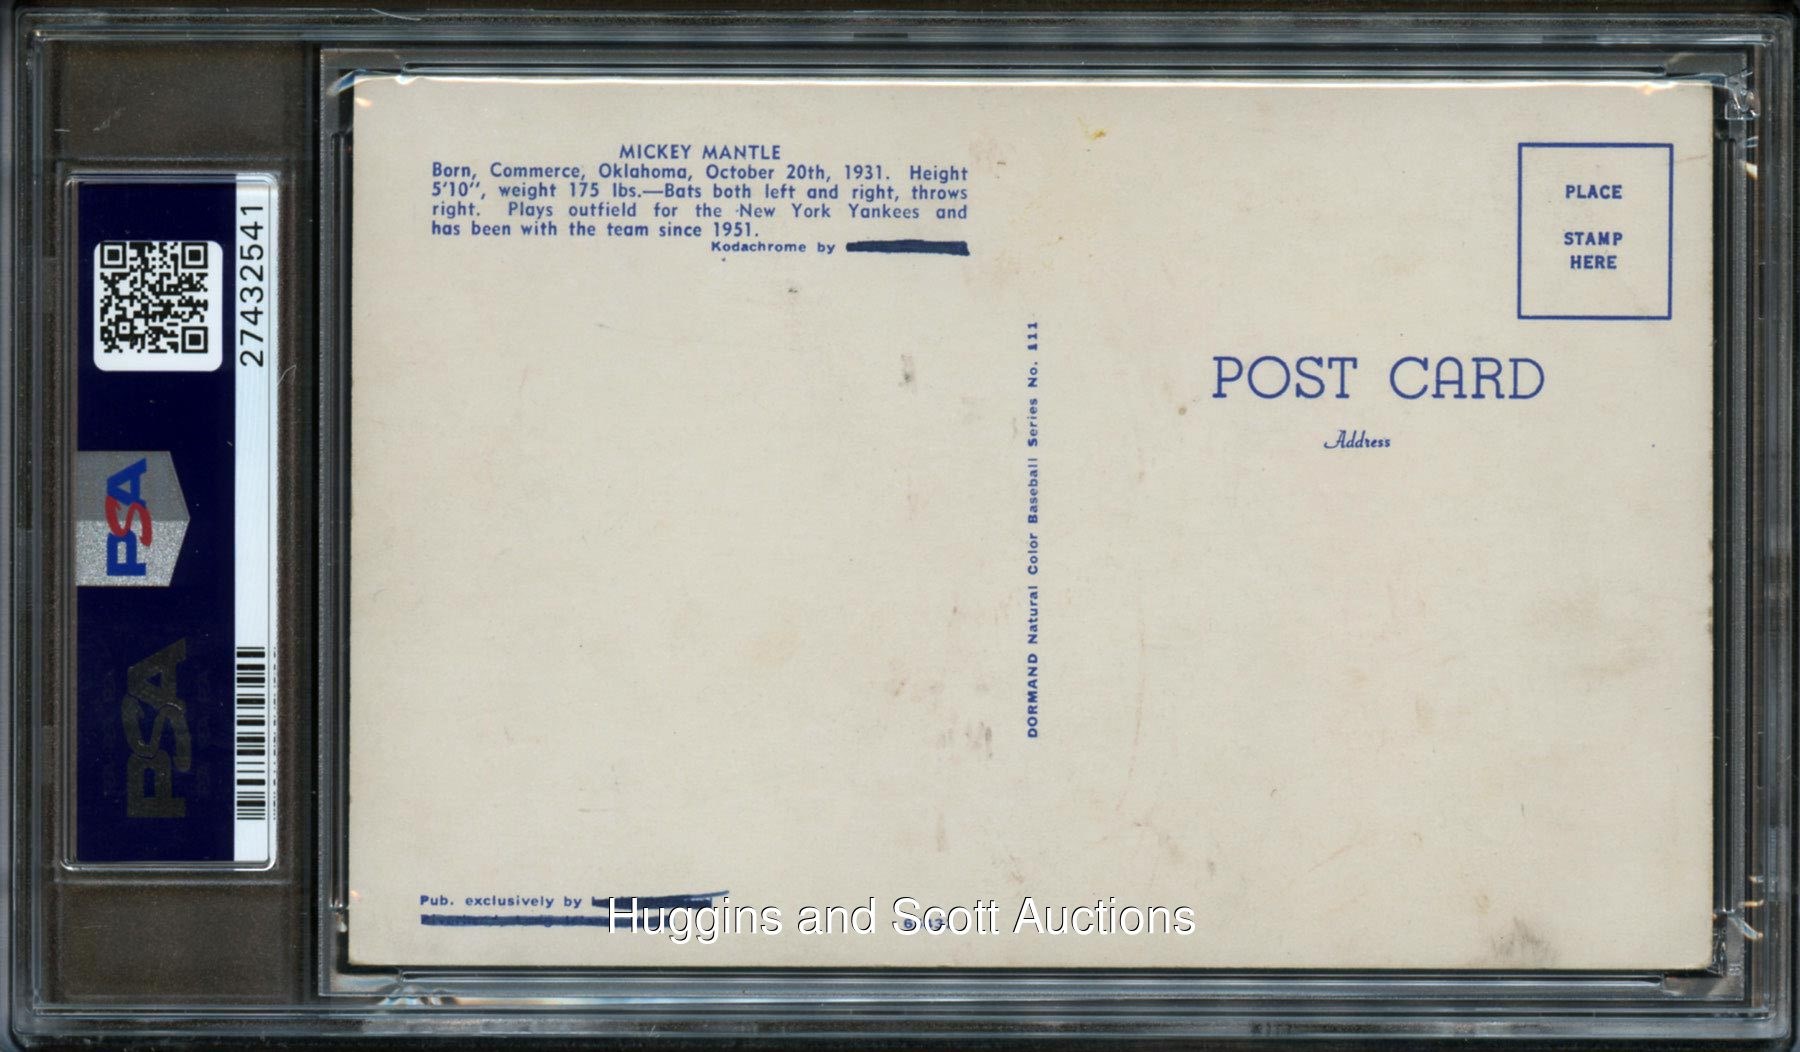 MICKEY MANTLE
Born, Commerce, Oklahoma, October 20th, 1931. Height
5'10", weight 175 lbs.—Bats both left and right, throws
right. Plays outfield for the New York Yankees and
has been with the team since 1951.
Kodachrome by
PLACE
STAMP
HERE
POST CARD
Address
DORMAND Natural Color Baseball Series No. 111
Pub. exclusively by
Huggins and Scott Auctions
27432541
PSA
PSA